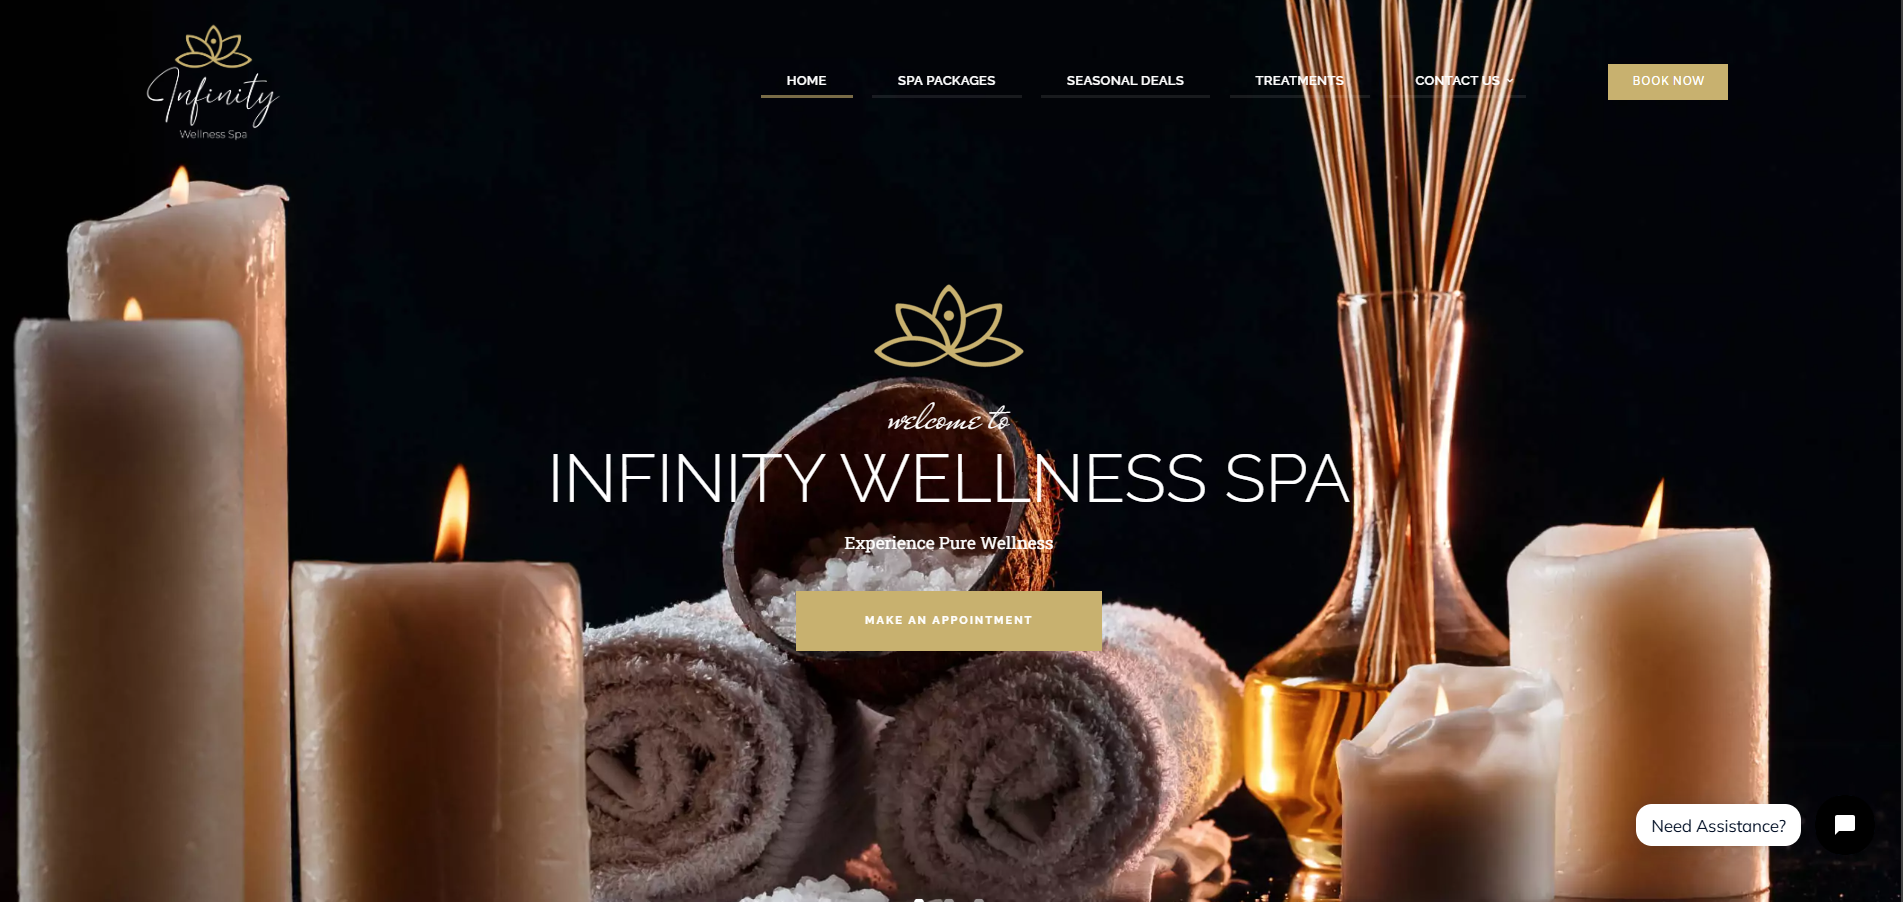 Infinity
Wellness Spa
HOME
SPA PACKAGES
SEASONAL DEALS
TREATMENTS
CONTACT US
BOOK NOW
welcome to
INFINITY WELLNESS SPA
Experience Pure Wellness
MAKE AN APPOINTMENT
Need Assistance?